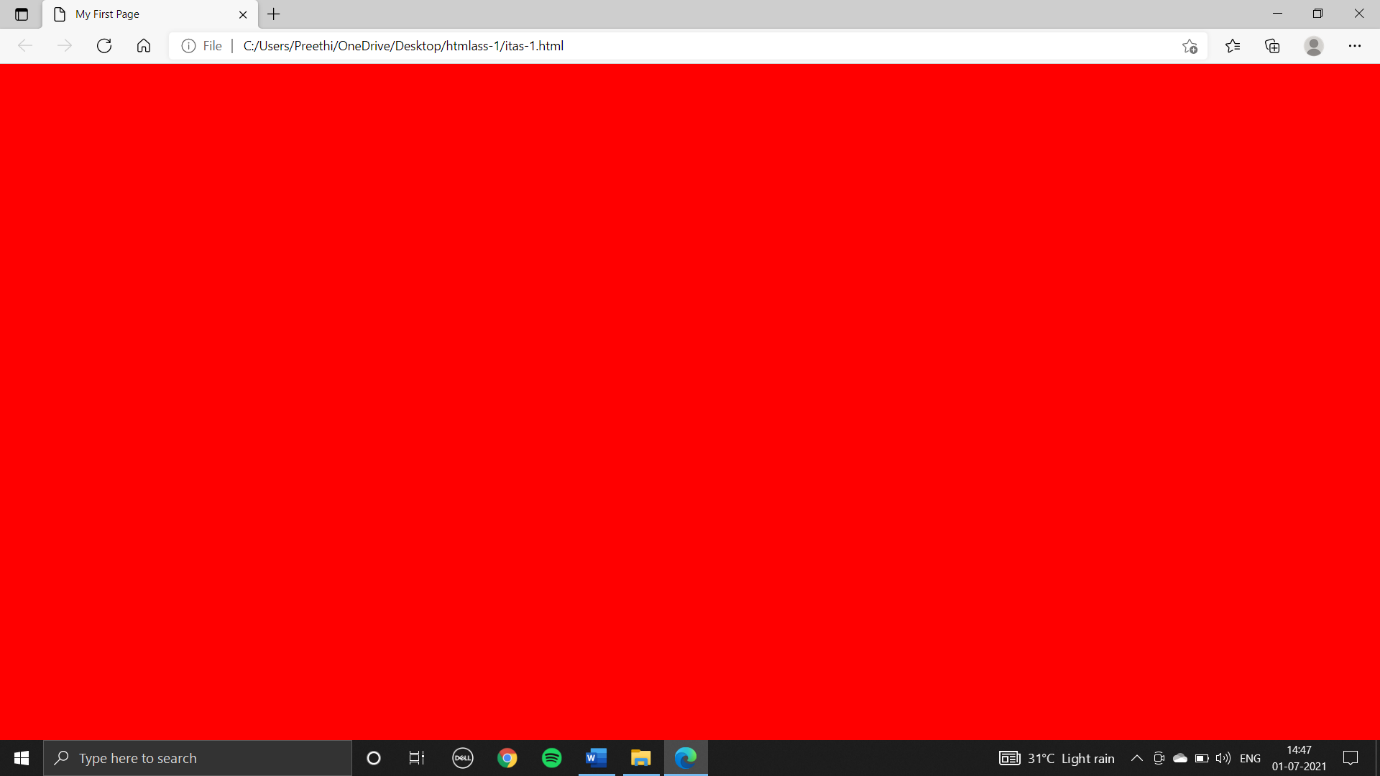 My First Page
File | C:/Users/Preethi/OneDrive/Desktop/htmlass-1/itas-1.html
Type here to search
DELL
W
31°C Light rain
ENG
14:47
01-07-2021